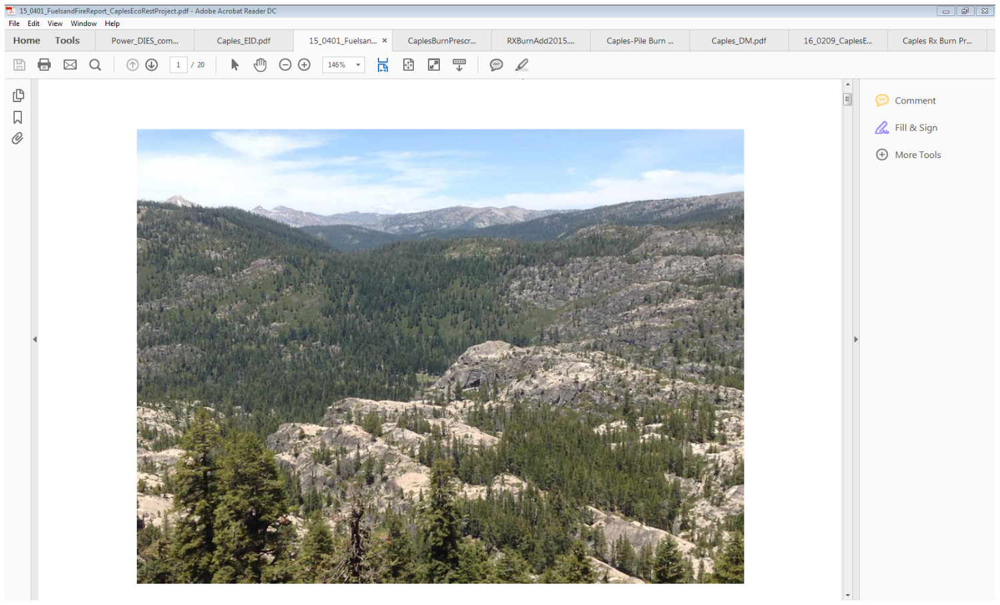 15_0401_FuelsandFireReport_CaplesEcoRestProject.pdf - Adobe Acrobat Reader DC
File Edit View Window Help
Home Tools Power_DIES_com... Caples_EID.pdf 15_0401_Fuelsan... × CaplesBurnPrescr... RXBurnAdd2015.... Caples-Pile Burn ... Caples_DM.pdf 16_0209_CaplesE... Caples Rx Burn Pr...
1 / 20 146%
Comment
Fill & Sign
More Tools